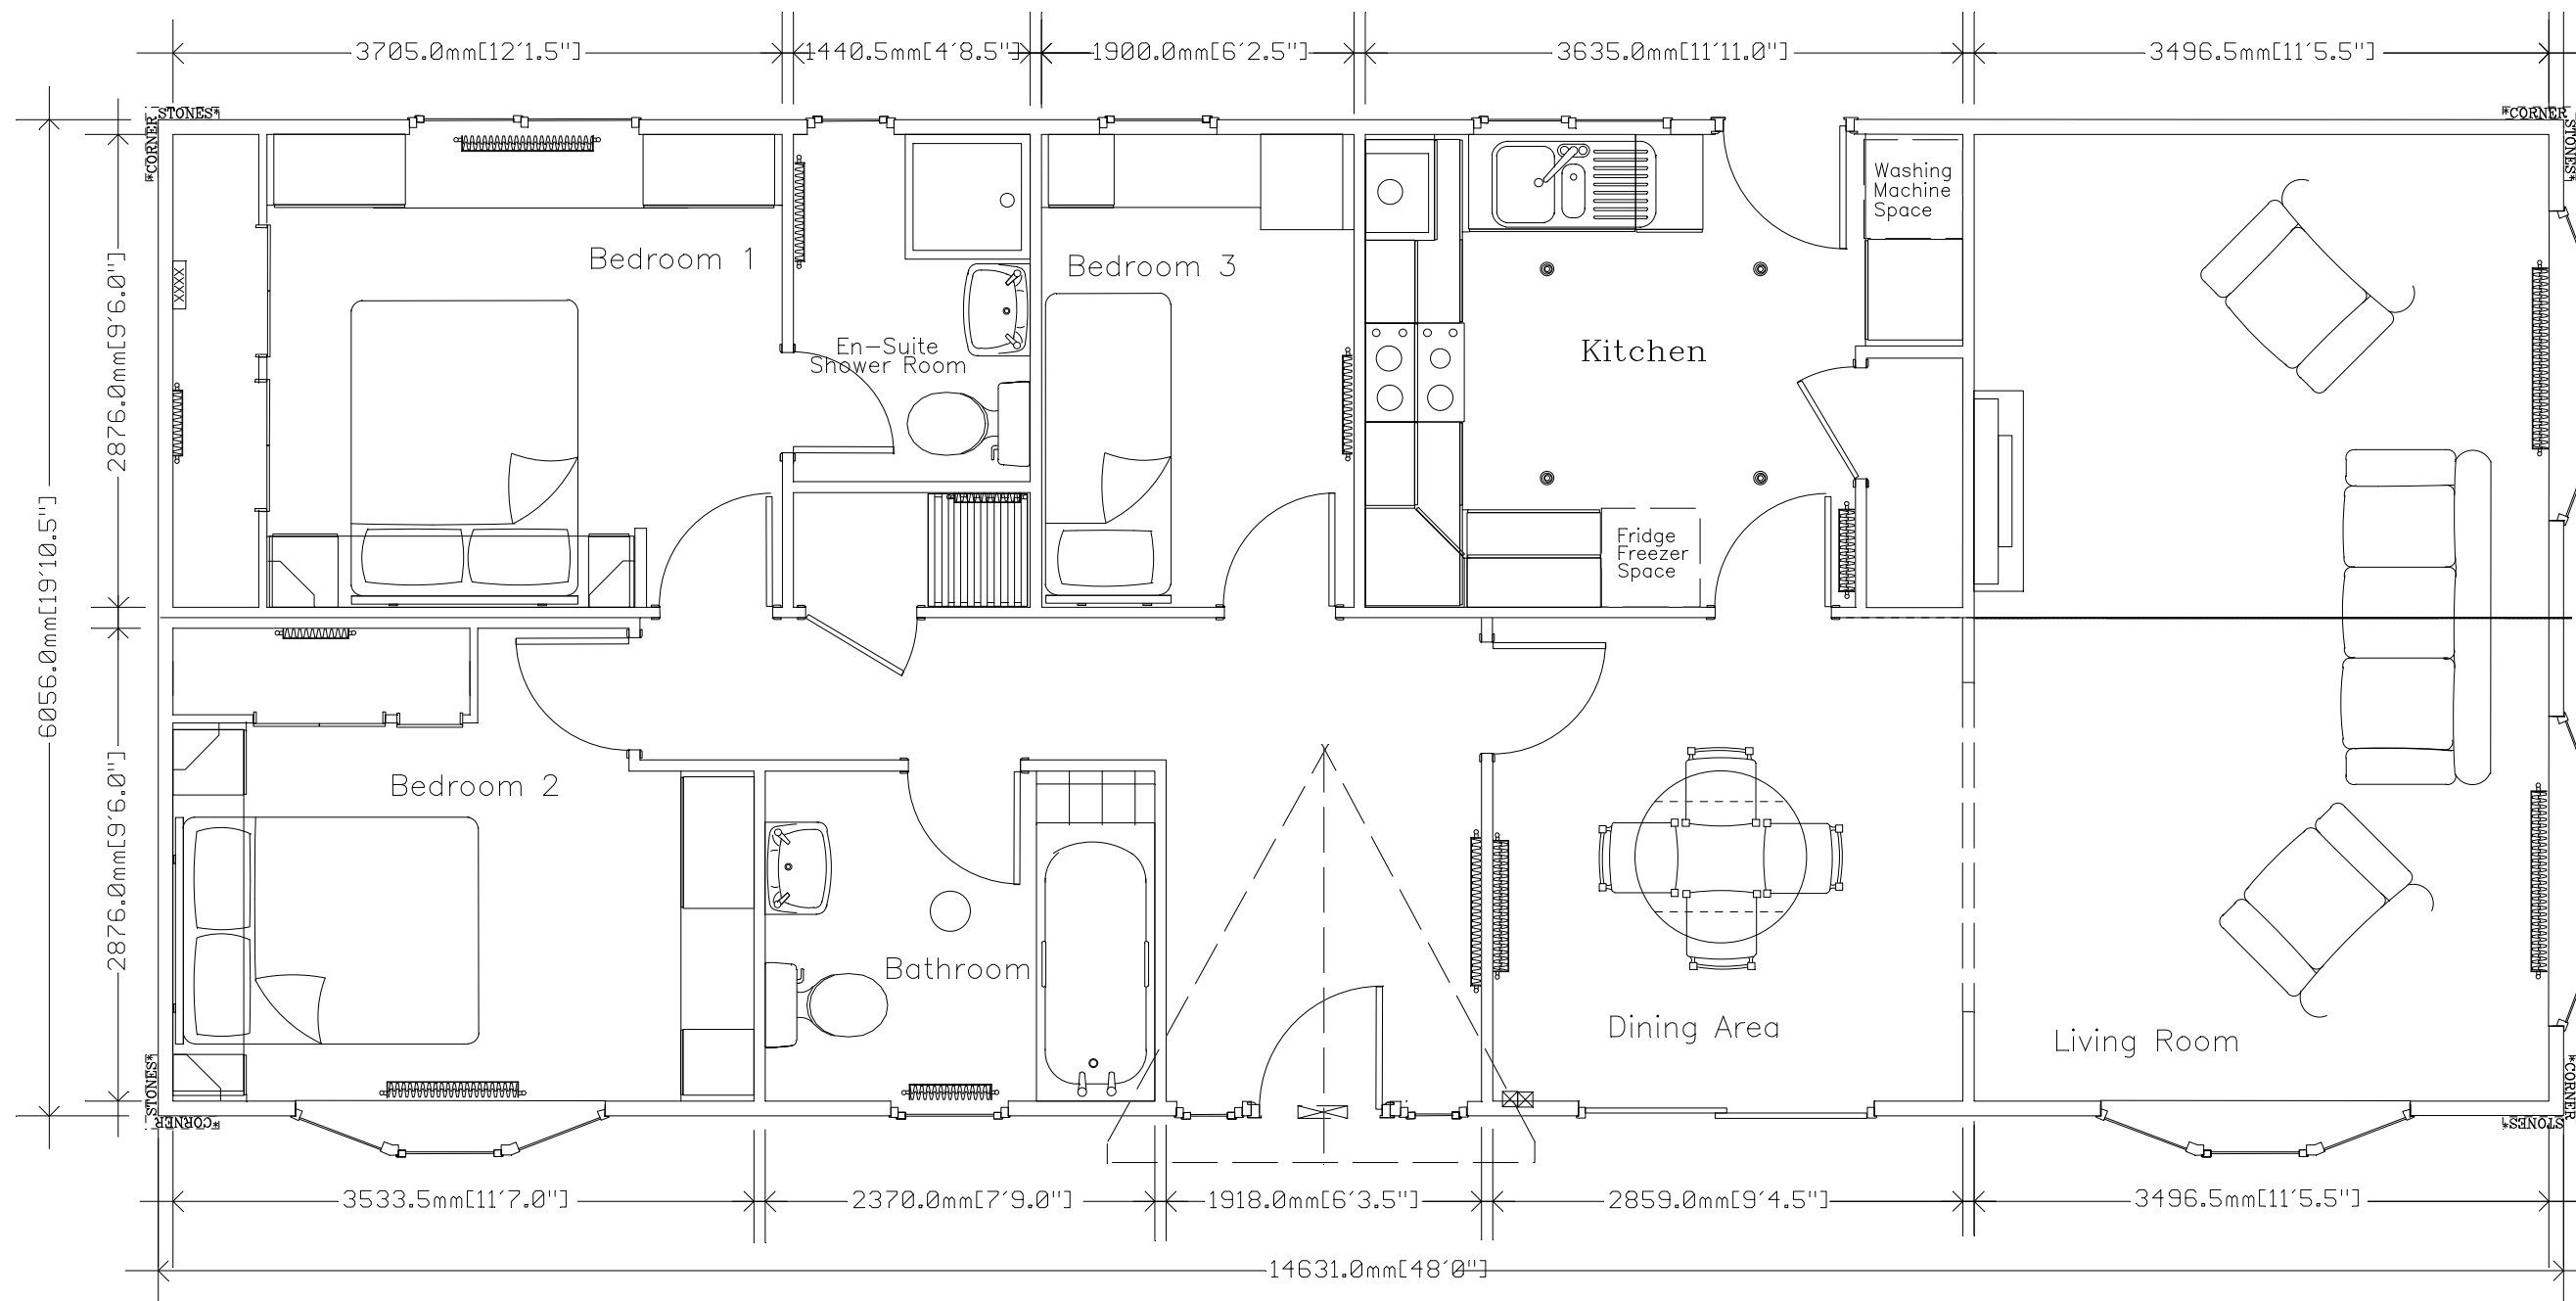 3705.0mm[12'1.5"]
1440.5mm[4'8.5"]
1900.0mm[6'2.5"]
3635.0mm[11'11.0"]
3496.5mm[11'5.5"]
STONES*
*CORNER
*CORNER
STONES*
Washing
Machine
Space
Bedroom 1
Bedroom 3
2876.0mm[9'6.0"]
XXXX
En-Suite
Shower Room
Kitchen
6056.0mm[19'10.5"]
Fridge
Freezer
Space
Bedroom 2
2876.0mm[9'6.0"]
Bathroom
Dining Area
Living Room
STONES*
*CORNER
*CORNER
STONES*
3533.5mm[11'7.0"]
2370.0mm[7'9.0"]
1918.0mm[6'3.5"]
2859.0mm[9'4.5"]
3496.5mm[11'5.5"]
14631.0mm[48'0"]